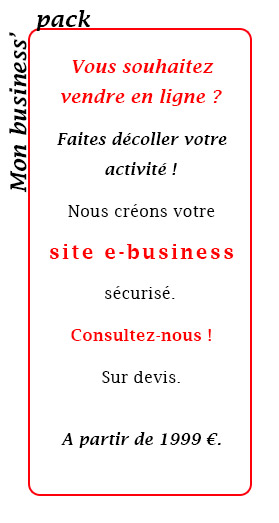 Mon business'
pack
Vous souhaitez
vendre en ligne ?
Faites décoller votre
activité !
Nous créons votre
site e-business
sécurisé.
Consultez-nous !
Sur devis.
A partir de 1999 €.